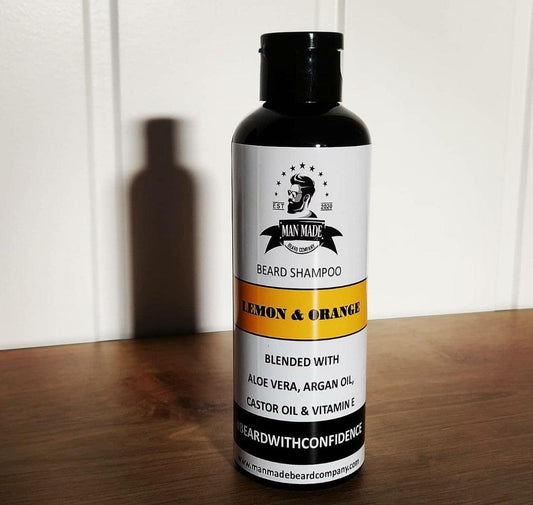 EST 2020
MAN MADE
BEARD COMPANY
BEARD SHAMPOO
LEMON & ORANGE
BLENDED WITH
ALOE VERA, ARGAN OIL,
CASTOR OIL & VITAMIN E
#BEARDWITHCONFIDENCE
www.manmadebeardcompany.com